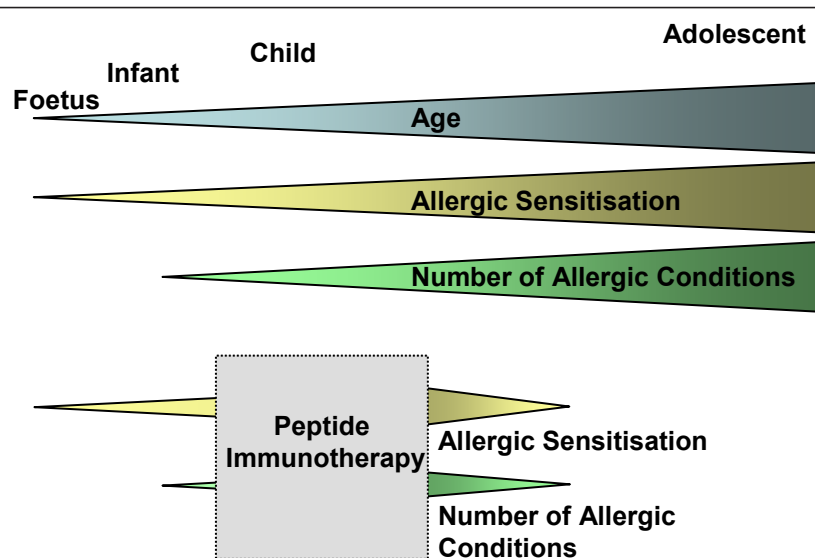 Adolescent
Child
Infant
Foetus
Age
Allergic Sensitisation
Number of Allergic Conditions
Peptide
Immunotherapy
Allergic Sensitisation
Number of Allergic
Conditions